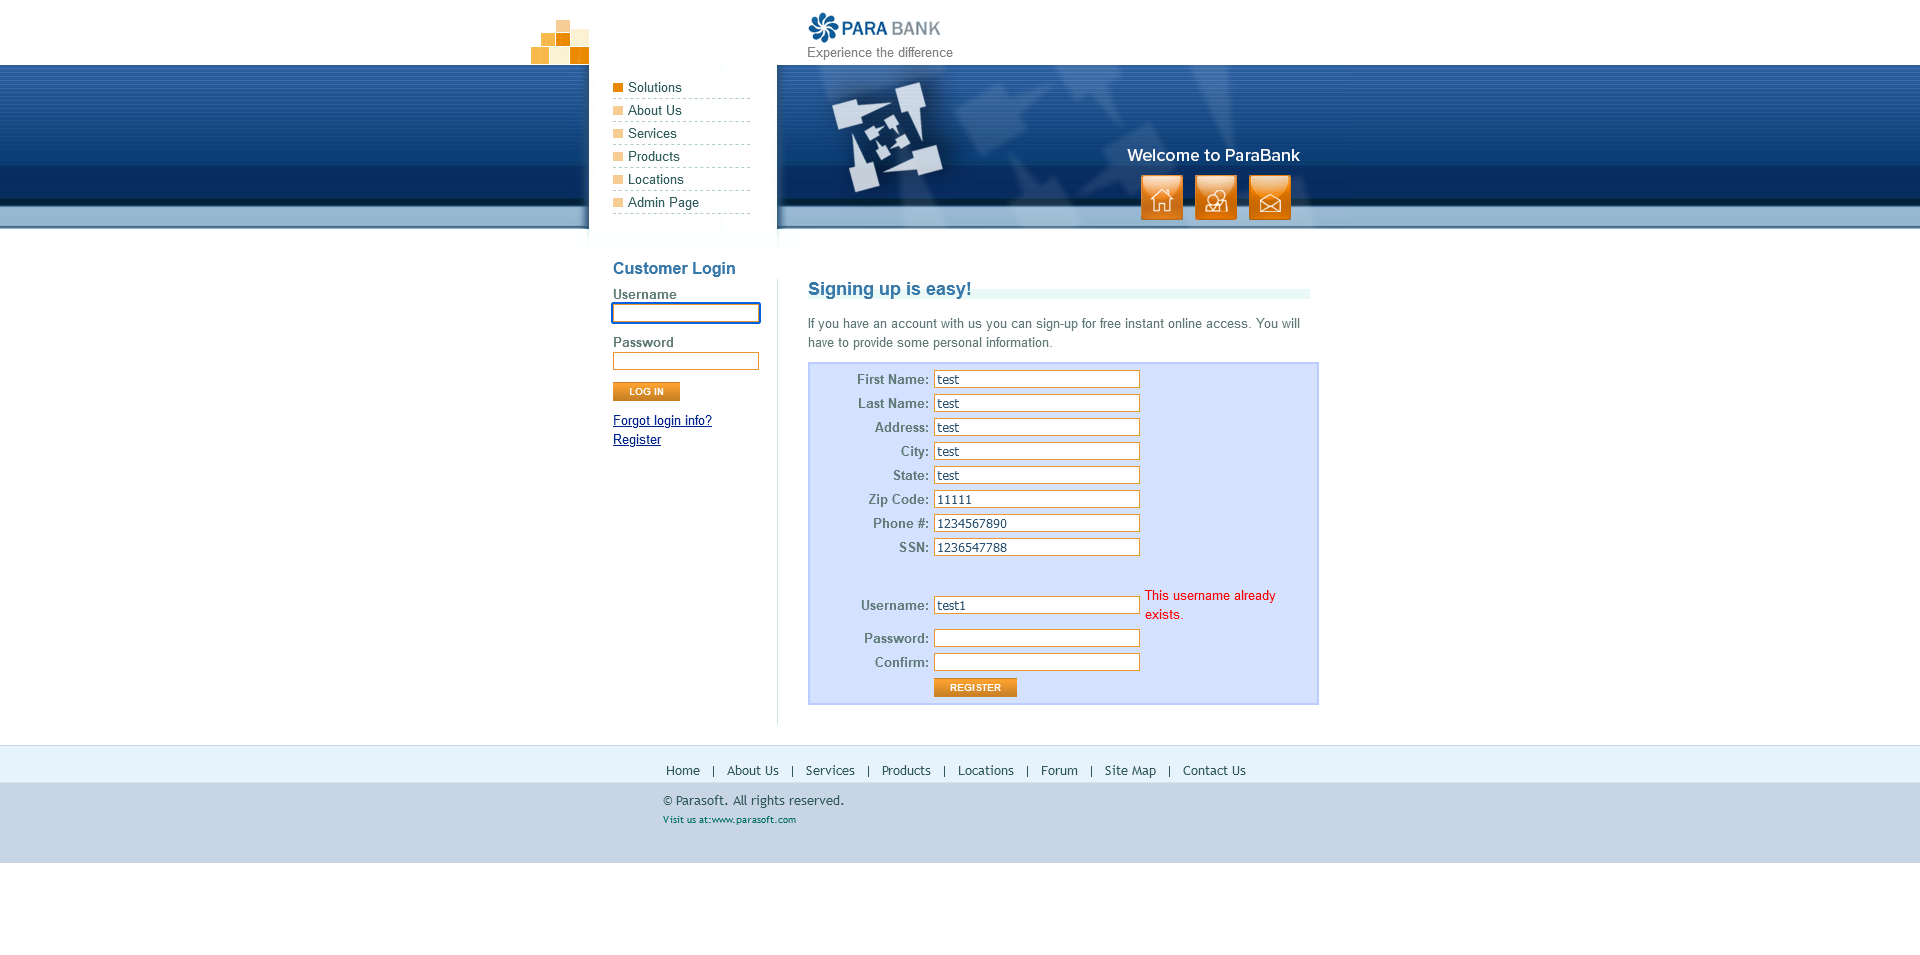 PARA BANK
Experience the difference
Solutions
About Us
Services
Products
Locations
Admin Page
Welcome to ParaBank
Customer Login
Username
Password
LOG IN
Forgot login info?
Register
Signing up is easy!
If you have an account with us you can sign-up for free instant online access. You will
have to provide some personal information.
First Name: test
Last Name: test
Address: test
City: test
State: test
Zip Code: 11111
Phone #: 1234567890
SSN: 1236547788
Username: test1 This username already
exists.
Password:
Confirm:
REGISTER
Home | About Us | Services | Products | Locations | Forum | Site Map | Contact Us
© Parasoft. All rights reserved.
Visit us at:www.parasoft.com